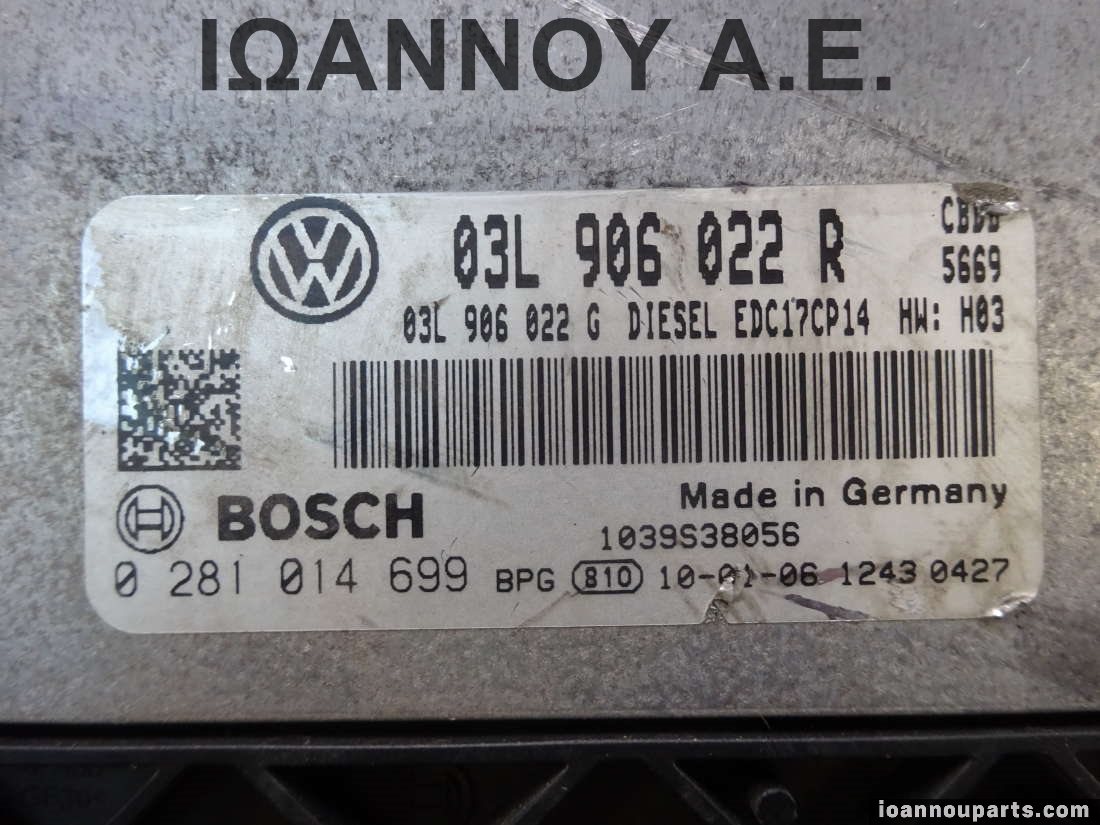 ΙΩΑΝΝΟΥ Α.Ε.
03L 906 022 R
CBDB
5669
03L 906 022 G DIESEL EDC17CP14 HW: H03
Made in Germany
BOSCH
1039S38056
0 281 014 699 BPG 810 10-01-06 1243 0427
ioannouparts.com